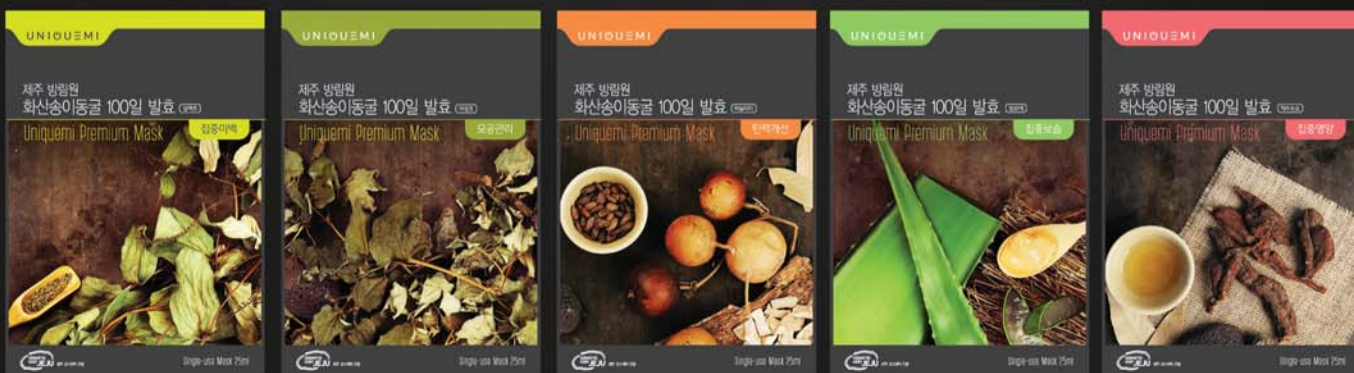 UNIQUEMI
제주 방림원
화산송이동굴 100일 발효
Uniquemi Premium Mask
집중미백
JEJU
Single-use Mask 25ml
UNIQUEMI
제주 방림원
화산송이동굴 100일 발효
Uniquemi Premium Mask
모공관리
JEJU
Single-use Mask 25ml
UNIQUEMI
제주 방림원
화산송이동굴 100일 발효
Uniquemi Premium Mask
탄력개선
JEJU
Single-use Mask 25ml
UNIQUEMI
제주 방림원
화산송이동굴 100일 발효
Uniquemi Premium Mask
집중보습
JEJU
Single-use Mask 25ml
UNIQUEMI
제주 방림원
화산송이동굴 100일 발효
Uniquemi Premium Mask
집중영양
JEJU
Single-use Mask 25ml